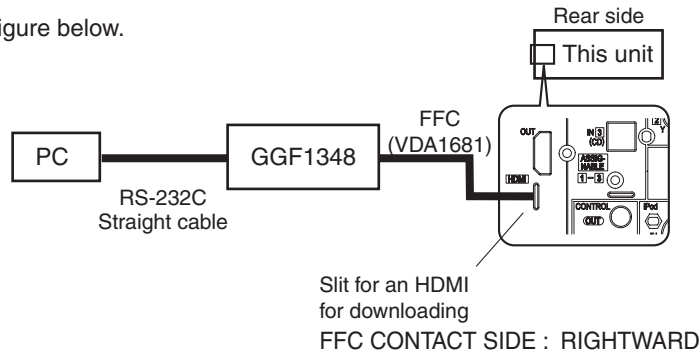 igure below.
Rear side
This unit
PC
RS-232C
Straight cable
GGF1348
FFC
(VDA1681)
OUT
IN 3
(CD)
ASSIG-
NABLE
1 - 3
HDMI
CONTROL
OUT
iPod
2
Y
Slit for an HDMI
for downloading
FFC CONTACT SIDE : RIGHTWARD